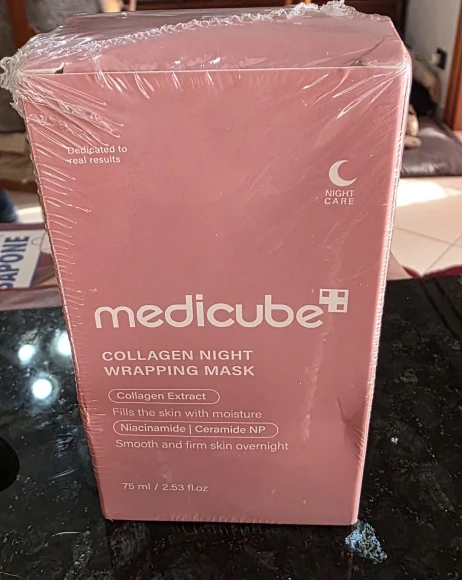 Dedicated to
real results
NIGHT
CARE
SAPONE
medicube
COLLAGEN NIGHT
WRAPPING MASK
Collagen Extract
Fills the skin with moisture
Niacinamide | Ceramide NP
Smooth and firm skin overnight
75 ml / 2.53 fl.oz